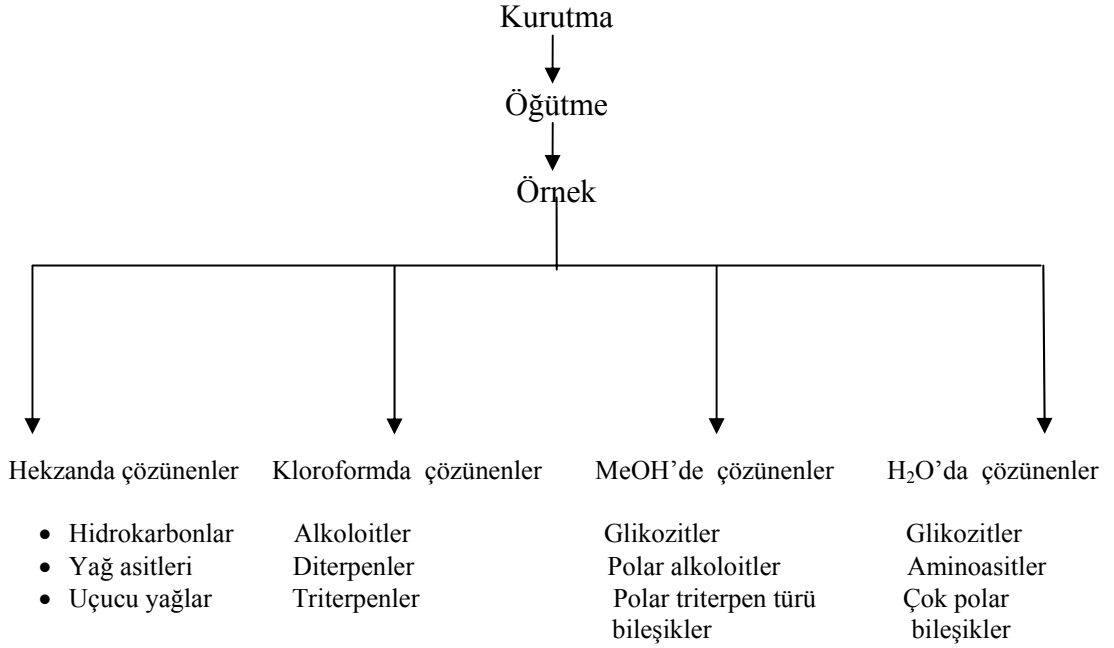 Kurutma
Öğütme
Örnek
Hekzanda çözünenler Kloroformda çözünenler MeOH’de çözünenler H₂O’da çözünenler
• Hidrokarbonlar Alkoloitler Glikozitler Glikozitler
• Yağ asitleri Diterpenler Polar alkoloitler Aminoasitler
• Uçucu yağlar Triterpenler Polar triterpen türü Çok polar
bileşikler bileşikler